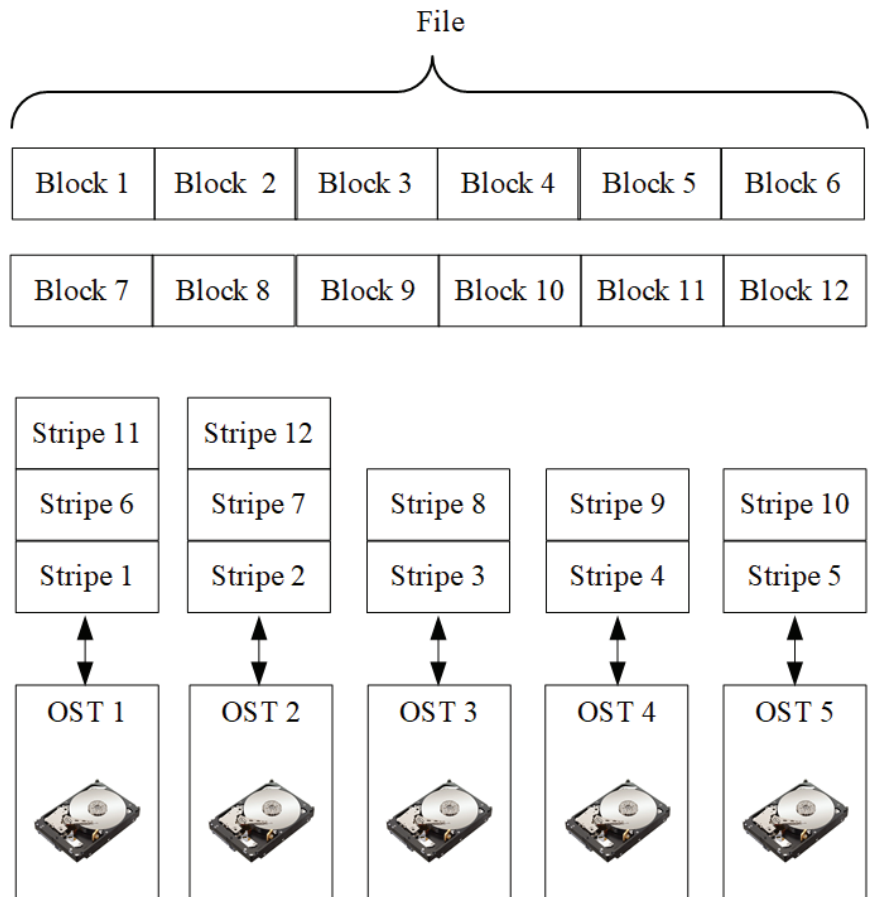 File
Block 1 Block 2 Block 3 Block 4 Block 5 Block 6
Block 7 Block 8 Block 9 Block 10 Block 11 Block 12
Stripe 11 Stripe 12
Stripe 6 Stripe 7 Stripe 8 Stripe 9 Stripe 10
Stripe 1 Stripe 2 Stripe 3 Stripe 4 Stripe 5
OST 1 OST 2 OST 3 OST 4 OST 5